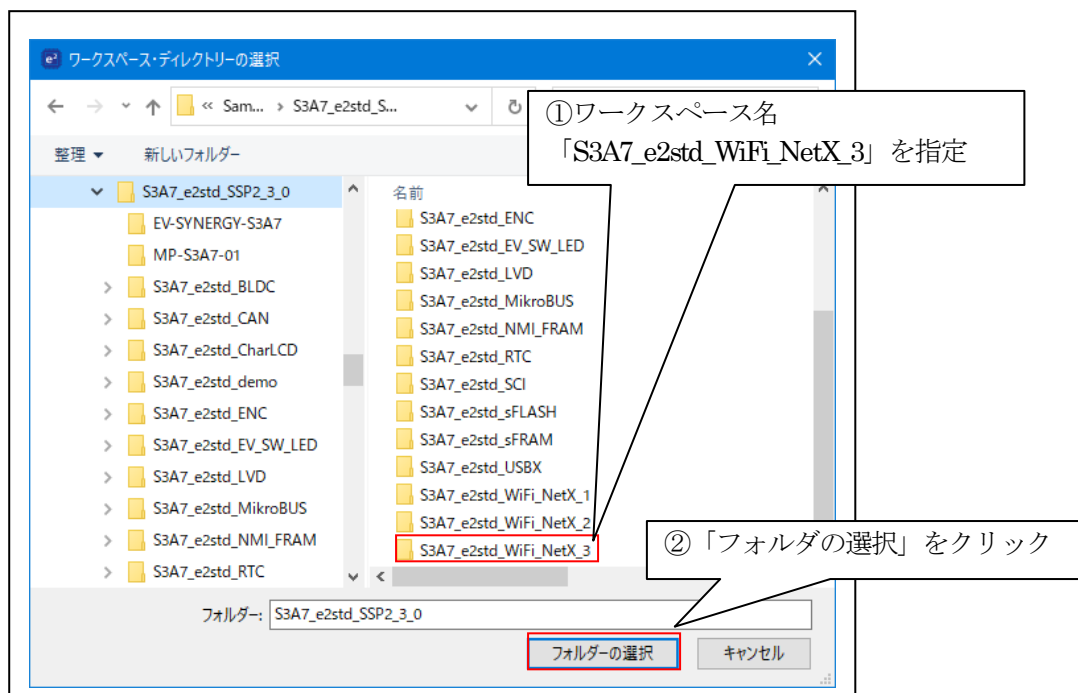 e² ワークスペース・ディレクトリーの選択
« Sam... › S3A7_e2std_S...
①ワークスペース名
「S3A7_e2std_WiFi_NetX_3」を指定
整理 新しいフォルダー
S3A7_e2std_SSP2_3_0
EV-SYNERGY-S3A7
MP-S3A7-01
S3A7_e2std_BLDC
S3A7_e2std_CAN
S3A7_e2std_CharLCD
S3A7_e2std_demo
S3A7_e2std_ENC
S3A7_e2std_EV_SW_LED
S3A7_e2std_LVD
S3A7_e2std_MikroBUS
S3A7_e2std_NMI_FRAM
S3A7_e2std_RTC
名前
S3A7_e2std_ENC
S3A7_e2std_EV_SW_LED
S3A7_e2std_LVD
S3A7_e2std_MikroBUS
S3A7_e2std_NMI_FRAM
S3A7_e2std_RTC
S3A7_e2std_SCI
S3A7_e2std_sFLASH
S3A7_e2std_sFRAM
S3A7_e2std_USBX
S3A7_e2std_WiFi_NetX_1
S3A7_e2std_WiFi_NetX_2
S3A7_e2std_WiFi_NetX_3
②「フォルダの選択」をクリック
フォルダー: S3A7_e2std_SSP2_3_0
フォルダーの選択 キャンセル